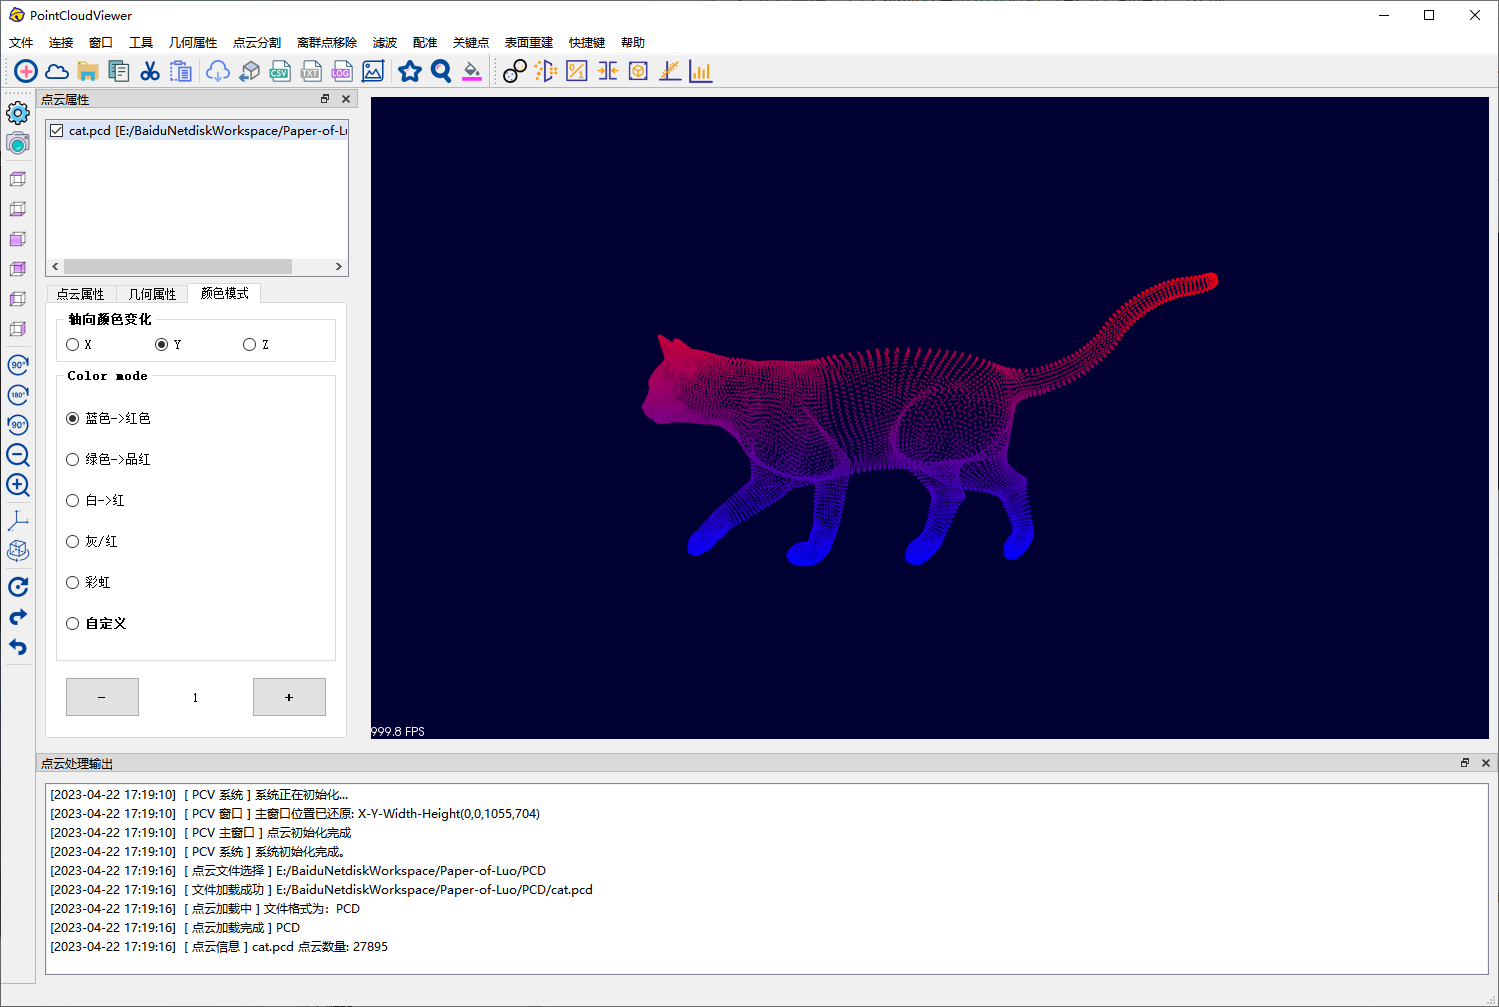 PointCloudViewer
文件 连接 窗口 工具 几何属性 点云分割 离群点移除 滤波 配准 关键点 表面重建 快捷键 帮助
CSV TXT LOG %
点云属性
cat.pcd [E:/BaiduNetdiskWorkspace/Paper-of-Lu
点云属性 几何属性 颜色模式
轴向颜色变化
X Y Z
Color mode
蓝色->红色
绿色->品红
白->红
灰/红
彩虹
自定义
- 1 +
90°
180°
90°
999.8 FPS
点云处理输出
[2023-04-22 17:19:10] [ PCV 系统 ] 系统正在初始化...
[2023-04-22 17:19:10] [ PCV 窗口 ] 主窗口位置已还原: X-Y-Width-Height(0,0,1055,704)
[2023-04-22 17:19:10] [ PCV 主窗口 ] 点云初始化完成
[2023-04-22 17:19:10] [ PCV 系统 ] 系统初始化完成。
[2023-04-22 17:19:16] [ 点云文件选择 ] E:/BaiduNetdiskWorkspace/Paper-of-Luo/PCD
[2023-04-22 17:19:16] [ 文件加载成功 ] E:/BaiduNetdiskWorkspace/Paper-of-Luo/PCD/cat.pcd
[2023-04-22 17:19:16] [ 点云加载中 ] 文件格式为：PCD
[2023-04-22 17:19:16] [ 点云加载完成 ] PCD
[2023-04-22 17:19:16] [ 点云信息 ] cat.pcd 点云数量: 27895